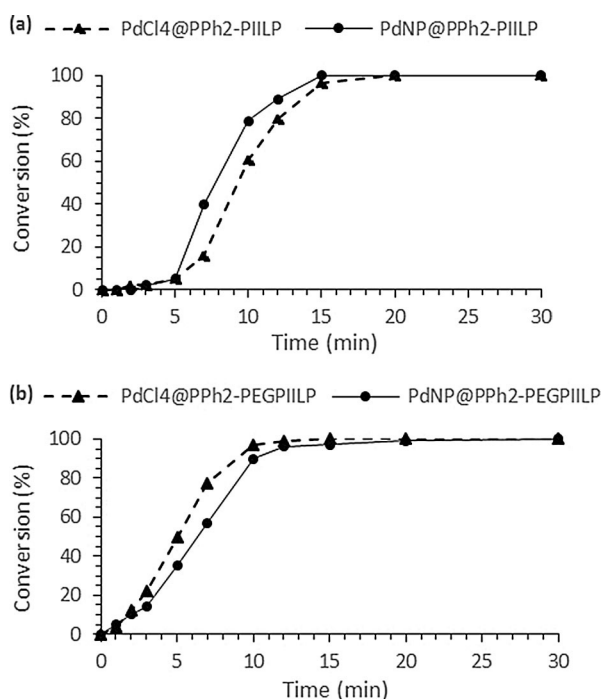 (a)
PdCl4@PPh2-PIILP PdNP@PPh2-PIILP
100
80
60
40
20
0
Conversion (%)
0 5 10 15 20 25 30
Time (min)
(b)
PdCl4@PPh2-PEGPIILP PdNP@PPh2-PEGPIILP
100
80
60
40
20
0
Conversion (%)
0 5 10 15 20 25 30
Time (min)